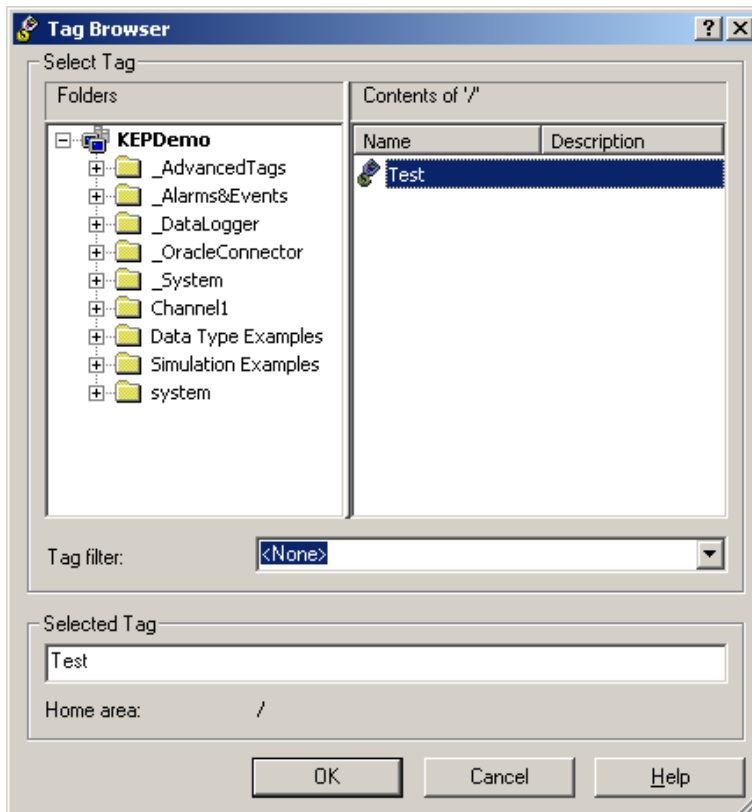 Tag Browser
Select Tag
Folders
Contents of '/'
KEPDemo
_AdvancedTags
_Alarms&Events
_DataLogger
_OracleConnector
_System
Channel1
Data Type Examples
Simulation Examples
system
Name Description
Test
Tag filter: <None>
Selected Tag
Test
Home area: /
OK Cancel Help